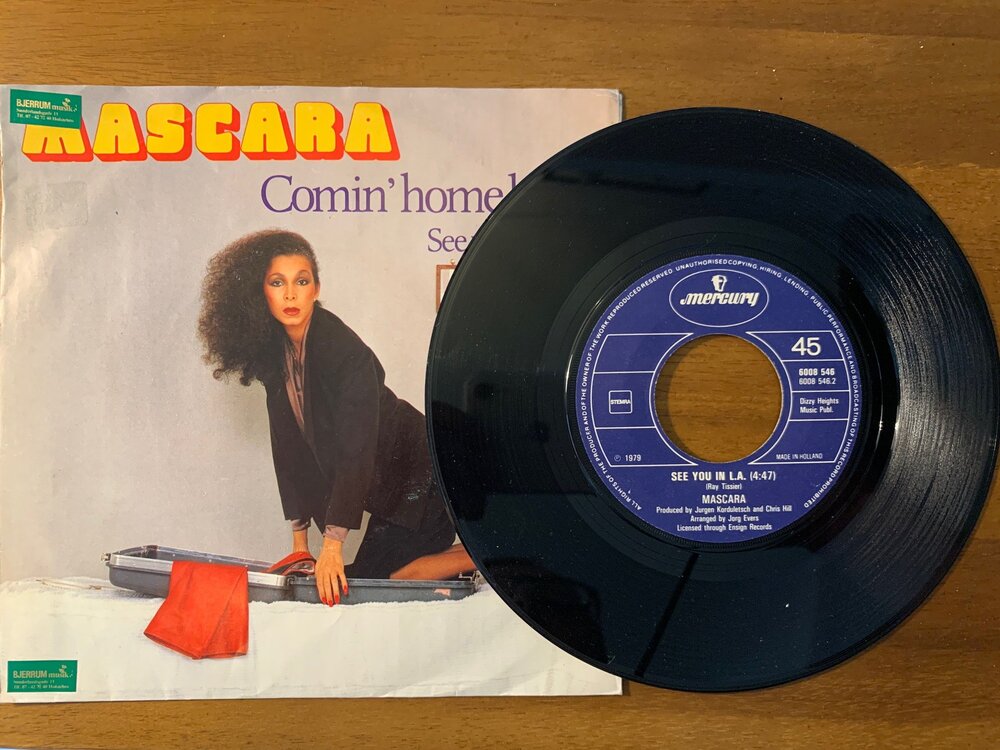 BJERRUM musik
MASCARA
Comin' home
See
BJERRUM musik
ALL RIGHTS OF THE PRODUCER AND OF THE OWNER OF THE WORK REPRODUCED RESERVED UNAUTHORISED COPYING, HIRING, LENDING, PUBLIC PERFORMANCE AND BROADCASTING OF THIS RECORD PROHIBITED
mercury
45
6008 546
6008 546.2
STEMRA
Dizzy Heights
Music Publ.
℗ 1979
MADE IN HOLLAND
SEE YOU IN L.A. (4:47)
(Ray Tissier)
MASCARA
Produced by Jurgen Korduletsch and Chris Hill
Arranged by Jorg Evers
Licensed through Ensign Records